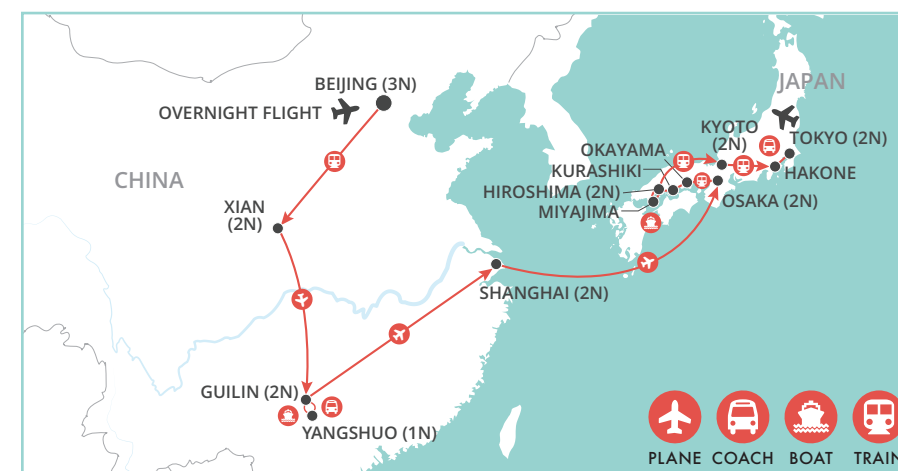 BEIJING (3N)
OVERNIGHT FLIGHT
JAPAN
CHINA
XIAN
(2N)
OKAYAMA
KURASHIKI
HIROSHIMA (2N)
MIYAJIMA
KYOTO
(2N)
TOKYO (2N)
HAKONE
OSAKA (2N)
SHANGHAI (2N)
GUILIN (2N)
YANGSHUO (1N)
PLANE COACH BOAT TRAIN